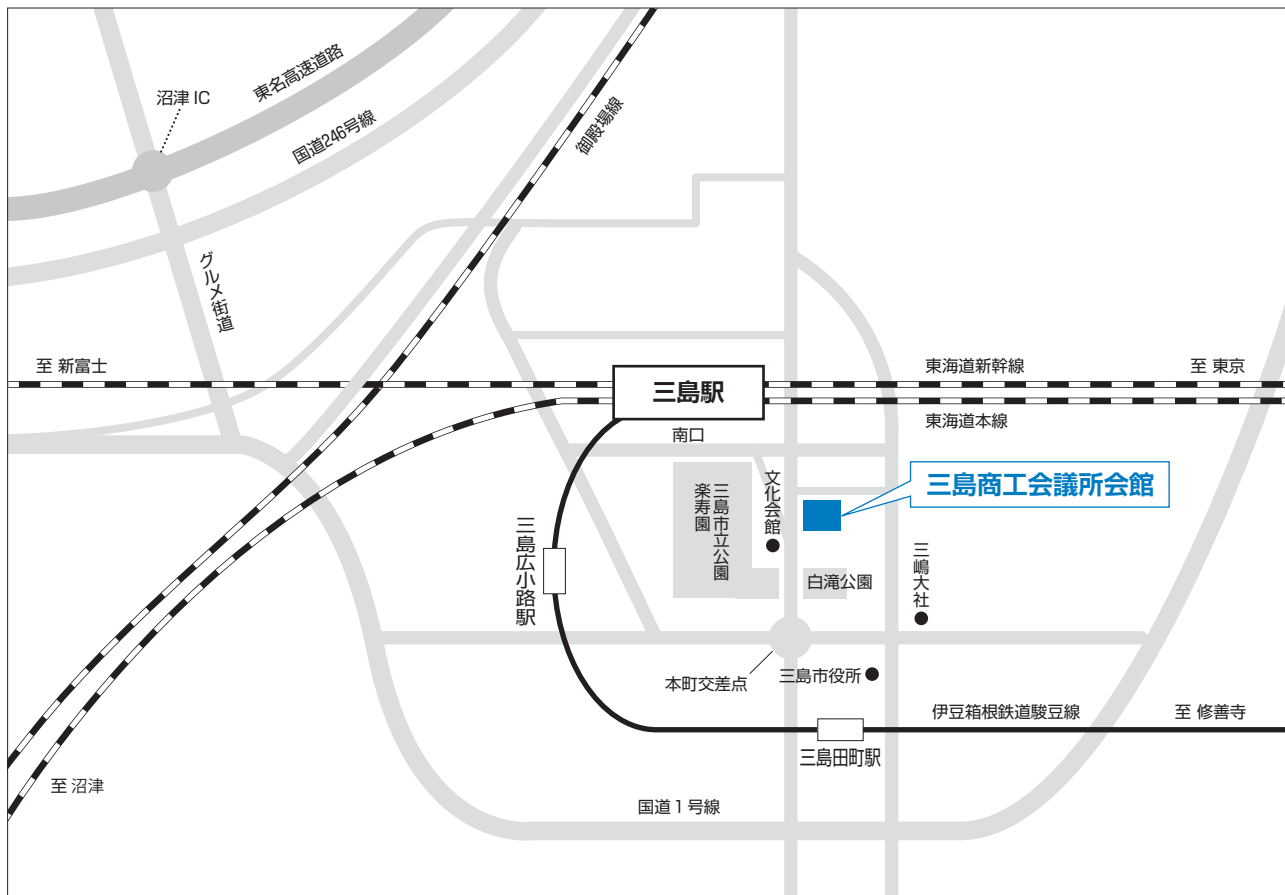 東名高速道路
沼津 IC
国道246号線
御殿場線
グルメ街道
至 新富士
三島駅
東海道新幹線
至 東京
東海道本線
南口
三島商工会議所会館
文化会館
三島市立公園
楽寿園
三島広小路駅
白滝公園
三嶋大社
本町交差点
三島市役所
伊豆箱根鉄道駿豆線
至 修善寺
三島田町駅
至 沼津
国道1号線